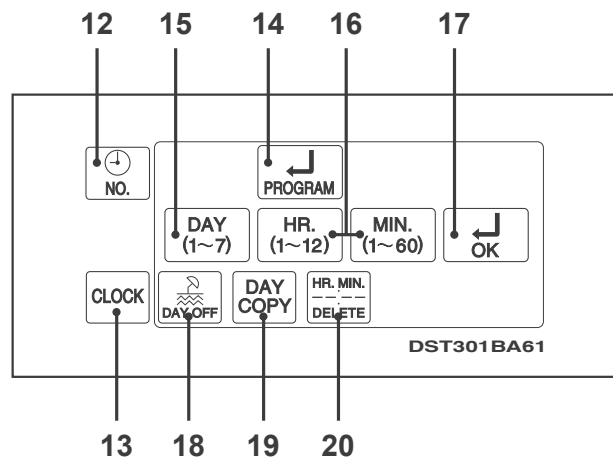 12 15 14 16 17
NO.
PROGRAM
DAY
(1~7)
HR.
(1~12)
MIN.
(1~60)
OK
CLOCK
DAY OFF
DAY
COPY
HR. MIN.
--:--
DELETE
DST301BA61
13 18 19 20